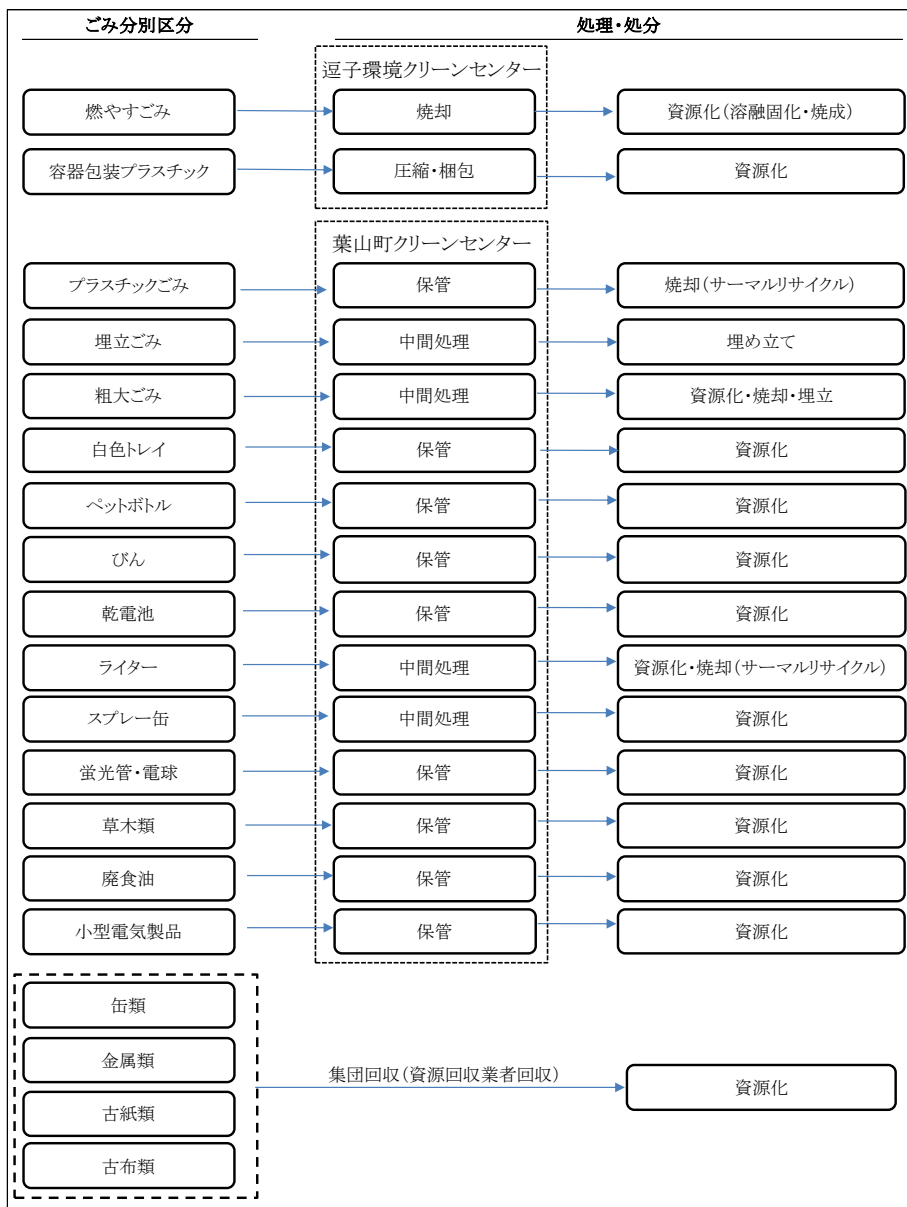 ごみ分別区分
処理・処分
逗子環境クリーンセンター
燃やすごみ
焼却
資源化(溶融固化・焼成)
容器包装プラスチック
圧縮・梱包
資源化
葉山町クリーンセンター
プラスチックごみ
保管
焼却(サーマルリサイクル)
埋立ごみ
中間処理
埋め立て
粗大ごみ
中間処理
資源化・焼却・埋立
白色トレイ
保管
資源化
ペットボトル
保管
資源化
びん
保管
資源化
乾電池
保管
資源化
ライター
中間処理
資源化・焼却(サーマルリサイクル)
スプレー缶
中間処理
資源化
蛍光管・電球
保管
資源化
草木類
保管
資源化
廃食油
保管
資源化
小型電気製品
保管
資源化
缶類
金属類
古紙類
古布類
集団回収(資源回収業者回収)
資源化